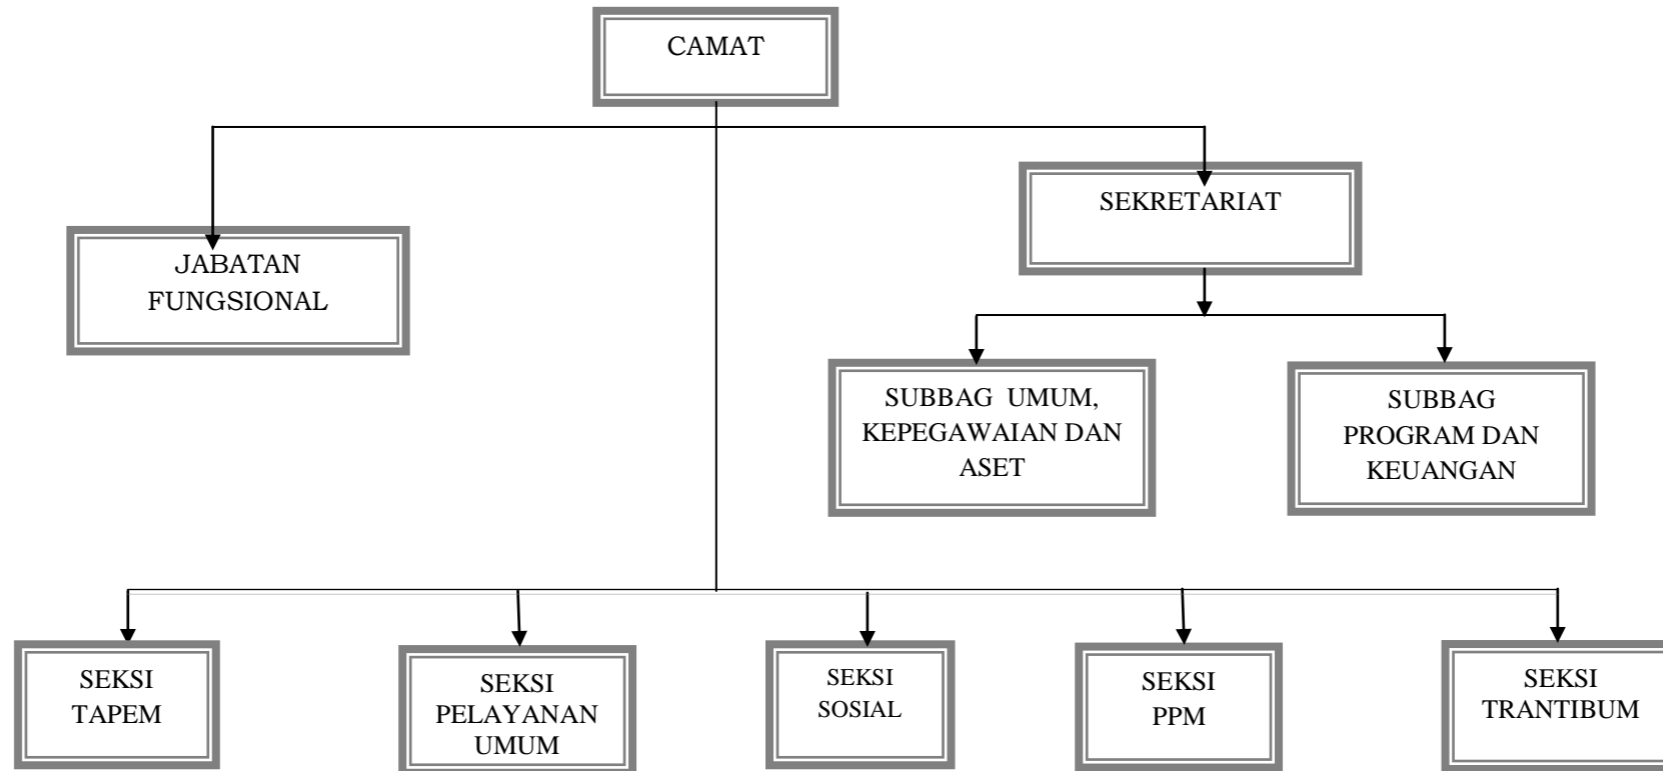 CAMAT
SEKRETARIAT
JABATAN
FUNGSIONAL
SUBBAG UMUM,
KEPEGAWAIAN DAN
ASET
SUBBAG
PROGRAM DAN
KEUANGAN
SEKSI
TAPEM
SEKSI
PELAYANAN
UMUM
SEKSI
SOSIAL
SEKSI
PPM
SEKSI
TRANTIBUM